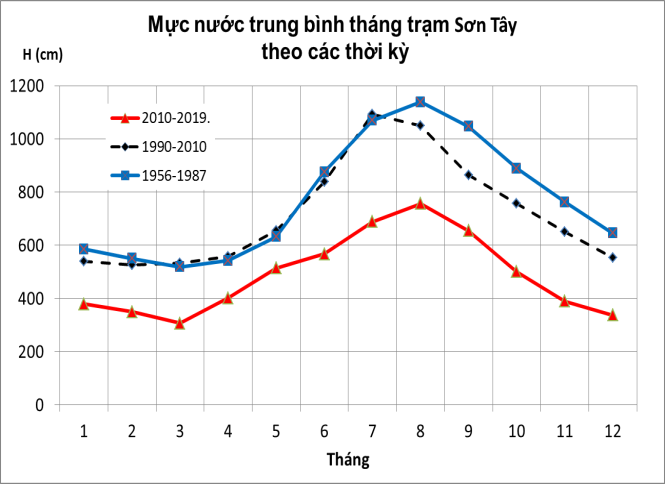 Mực nước trung bình tháng trạm Sơn Tây
theo các thời kỳ
H (cm)
1200
1000
800
600
400
200
0
2010-2019.
1990-2010
1956-1987
1 2 3 4 5 6 7 8 9 10 11 12
Tháng